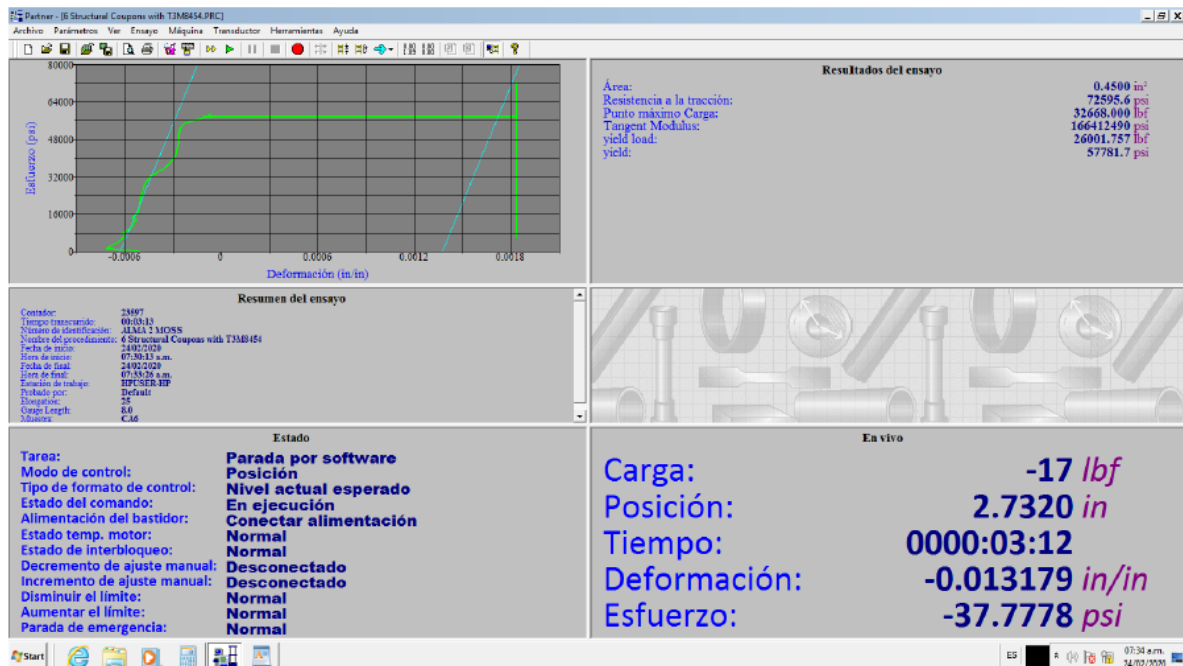 Partner - [6 Structural Coupons with T3M8454.PRC]
Archivo Parámetros Ver Ensayo Máquina Transductor Herramientas Ayuda
80000
64000
48000
32000
16000
0
Esfuerzo (psi)
-0.0006 0 0.0006 0.0012 0.0018
Deformación (in/in)
Resultados del ensayo
Área: 0.4500 in²
Resistencia a la tracción: 72595.6 psi
Punto máximo Carga: 32668.000 lbf
Tangent Modulus: 166412490 psi
yield load: 26001.757 lbf
yield: 57781.7 psi
Resumen del ensayo
Contador: 23597
Tiempo transcurrido: 00:03:13
Número de identificación: ALMA 2 MOSS
Nombre del procedimiento: 6 Structural Coupons with T3M8454
Fecha de inicio: 24/02/2020
Hora de inicio: 07:30:13 a.m.
Fecha de final: 24/02/2020
Hora de final: 07:33:26 a.m.
Estación de trabajo: HPUSER-HP
Probado por: Default
Elongation: 25
Gauge Length: 8.0
Muestra: CA6
Estado
Tarea: Parada por software
Modo de control: Posición
Tipo de formato de control: Nivel actual esperado
Estado del comando: En ejecución
Alimentación del bastidor: Conectar alimentación
Estado temp. motor: Normal
Estado de interbloqueo: Normal
Decremento de ajuste manual: Desconectado
Incremento de ajuste manual: Desconectado
Disminuir el límite: Normal
Aumentar el límite: Normal
Parada de emergencia: Normal
En vivo
Carga: -17 lbf
Posición: 2.7320 in
Tiempo: 0000:03:12
Deformación: -0.013179 in/in
Esfuerzo: -37.7778 psi
Start
ES
07:34 a.m.
24/02/2020